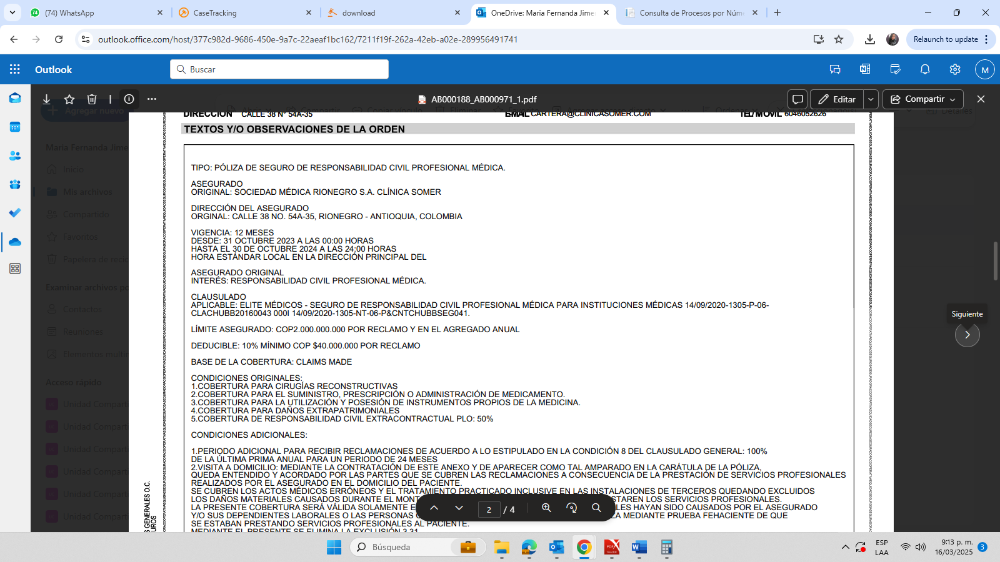 (74) WhatsApp
CaseTracking
download
OneDrive: Maria Fernanda Jime
Consulta de Procesos por Núm
outlook.office.com/host/377c982d-9686-450e-9a7c-22aeaf1bc162/7211f19f-262a-42eb-a02e-289956491741
Relaunch to update
Outlook
Buscar
M
AB000188_AB000971_1.pdf
Editar
Compartir
Agregar nuevo
Maria Fernanda Jime
Inicio
Mis archivos
Compartido
Favoritos
Papelera de reci
Examinar archivos po
Contactos
Reuniones
Elementos multim
Acceso rápido
Unidad Comparti
Unidad Comparti
Unidad Comparti
Unidad Comparti
Unidad Comparti
Unidad Comparti
Detalles
DIRECCIÓN CALLE 38 N° 54A-35 EMAIL CARTERA@CLINICASOMER.COM TEL/MOVIL 6046052626
TEXTOS Y/O OBSERVACIONES DE LA ORDEN
TIPO: PÓLIZA DE SEGURO DE RESPONSABILIDAD CIVIL PROFESIONAL MÉDICA.
ASEGURADO
ORIGINAL: SOCIEDAD MÉDICA RIONEGRO S.A. CLÍNICA SOMER
DIRECCIÓN DEL ASEGURADO
ORGINAL: CALLE 38 NO. 54A-35, RIONEGRO - ANTIOQUIA, COLOMBIA
VIGENCIA: 12 MESES
DESDE: 31 OCTUBRE 2023 A LAS 00:00 HORAS
HASTA EL 30 DE OCTUBRE 2024 A LAS 24:00 HORAS
HORA ESTÁNDAR LOCAL EN LA DIRECCIÓN PRINCIPAL DEL
ASEGURADO ORIGINAL
INTERÉS: RESPONSABILIDAD CIVIL PROFESIONAL MÉDICA.
CLAUSULADO
APLICABLE: ELITE MÉDICOS - SEGURO DE RESPONSABILIDAD CIVIL PROFESIONAL MÉDICA PARA INSTITUCIONES MÉDICAS 14/09/2020-1305-P-06-
CLACHUBB20160043 000I 14/09/2020-1305-NT-06-P&CNTCHUBBSEG041.
LÍMITE ASEGURADO: COP2.000.000.000 POR RECLAMO Y EN EL AGREGADO ANUAL
DEDUCIBLE: 10% MÍNIMO COP $40.000.000 POR RECLAMO
BASE DE LA COBERTURA: CLAIMS MADE
CONDICIONES ORIGINALES:
1.COBERTURA PARA CIRUGÍAS RECONSTRUCTIVAS
2.COBERTURA PARA EL SUMINISTRO, PRESCRIPCIÓN O ADMINISTRACIÓN DE MEDICAMENTO.
3.COBERTURA PARA LA UTILIZACIÓN Y POSESIÓN DE INSTRUMENTOS PROPIOS DE LA MEDICINA.
4.COBERTURA PARA DAÑOS EXTRAPATRIMONIALES
5.COBERTURA DE RESPONSABILIDAD CIVIL EXTRACONTRACTUAL PLO: 50%
CONDICIONES ADICIONALES:
1.PERIODO ADICIONAL PARA RECIBIR RECLAMACIONES DE ACUERDO A LO ESTIPULADO EN LA CONDICIÓN 8 DEL CLAUSULADO GENERAL: 100%
DE LA ÚLTIMA PRIMA ANUAL PARA UN PERIODO DE 24 MESES
2.VISITA A DOMICILIO: MEDIANTE LA CONTRATACIÓN DE ESTE ANEXO Y DE APARECER COMO TAL AMPARADO EN LA CARÁTULA DE LA PÓLIZA,
QUEDA ENTENDIDO Y ACORDADO POR LAS PARTES QUE SE CUBREN LAS RECLAMACIONES A CONSECUENCIA DE LA PRESTACIÓN DE SERVICIOS PROFESIONALES
REALIZADOS POR EL ASEGURADO EN EL DOMICILIO DEL PACIENTE.
SE CUBREN LOS ACTOS MÉDICOS ERRÓNEOS Y EL TRATAMIENTO PRACTICADO INCLUSIVE EN LAS INSTALACIONES DE TERCEROS QUEDANDO EXCLUIDOS
LOS DAÑOS MATERIALES CAUSADOS DURANTE EL MONT STAREN LOS SERVICIOS PROFESIONALES.
LA PRESENTE COBERTURA SERÁ VÁLIDA SOLAMENTE E LES HAYAN SIDO CAUSADOS POR EL ASEGURADO
Y/O SUS DEPENDIENTES LABORALES O LAS PERSONAS ZA MEDIANTE PRUEBA FEHACIENTE DE QUE
SE ESTABAN PRESTANDO SERVICIOS PROFESIONALES AL PACIENTE.
MEDIANTE EL PRESENTE SE ELIMINA LA EXCLUSIÓN 3.31
S GENERALES O.C.
UROS
Siguiente
2 / 4
Búsqueda
ESP
LAA
9:13 p. m.
16/03/2025
3